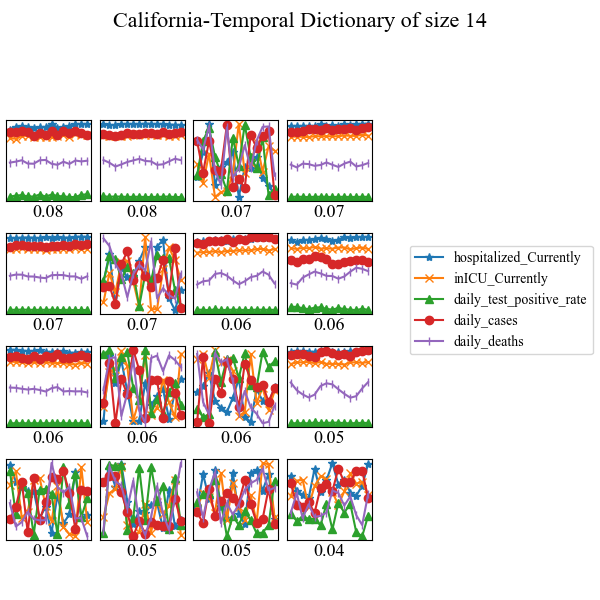 California-Temporal Dictionary of size 14
0.08 0.08 0.07 0.07
0.07 0.07 0.06 0.06
hospitalized_Currently
inICU_Currently
daily_test_positive_rate
daily_cases
daily_deaths
0.06 0.06 0.06 0.05
0.05 0.05 0.05 0.04